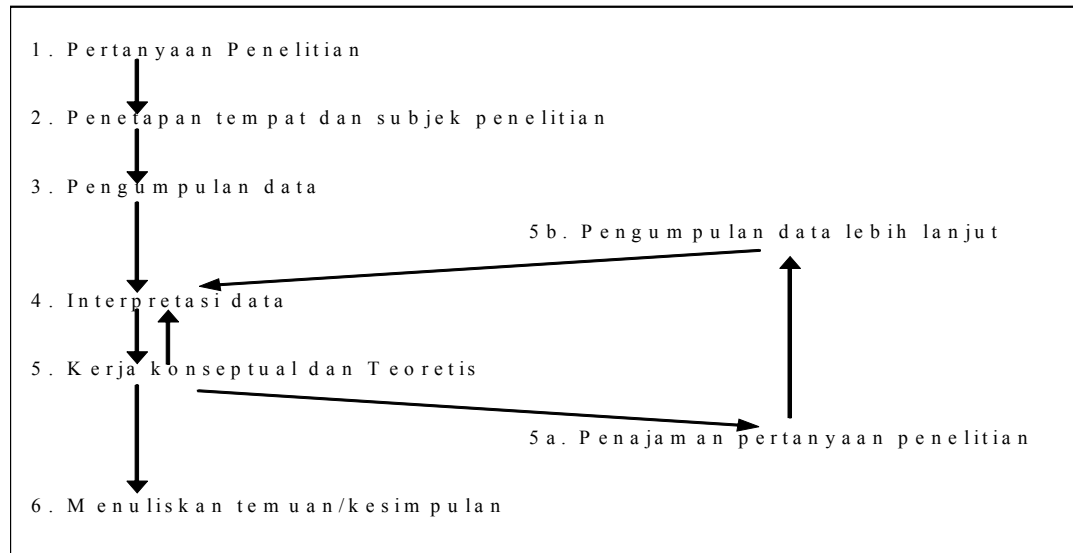 1. Pertanyaan Penelitian
2. Penetapan tempat dan subjek penelitian
3. Pengumpulan data
5b. Pengumpulan data lebih lanjut
4. Interpretasi data
5. Kerja konseptual dan Teoretis
5a. Penajaman pertanyaan penelitian
6. Menuliskan temuan/kesimpulan